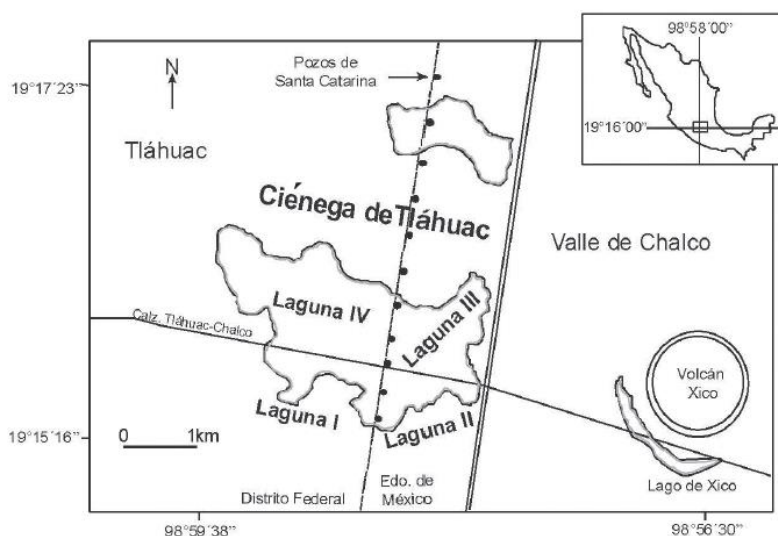 98°58´00"
19°16´00"
19°17´23"
N
Pozos de
Santa Catarina
Tláhuac
Ciénega de Tláhuac
Valle de Chalco
Laguna IV
Laguna III
Calz. Tláhuac-Chalco
Volcán
Xico
Laguna I
Laguna II
19°15´16"
0 1km
Edo. de
México
Distrito Federal
Lago de Xico
98°59´38"
98°56´30"